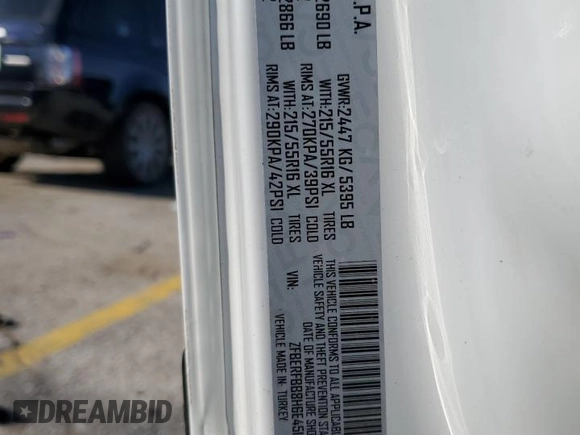 .P.A.
GVWR:2447 KG/5395 LB
2690 LB
WITH:215/55R16 XL TIRES
RIMS AT:270KPA/39PSI COLD
2866 LB
WITH:215/55R16 XL TIRES
RIMS AT:290KPA/42PSI COLD
THIS VEHICLE CONFORMS TO ALL APPLICABL
VEHICLE SAFETY AND THEFT PREVENTION STA
DATE OF MANUFACTURE SHO
VIN:
VEHICLE MADE IN: TURKEY
DREAMBID